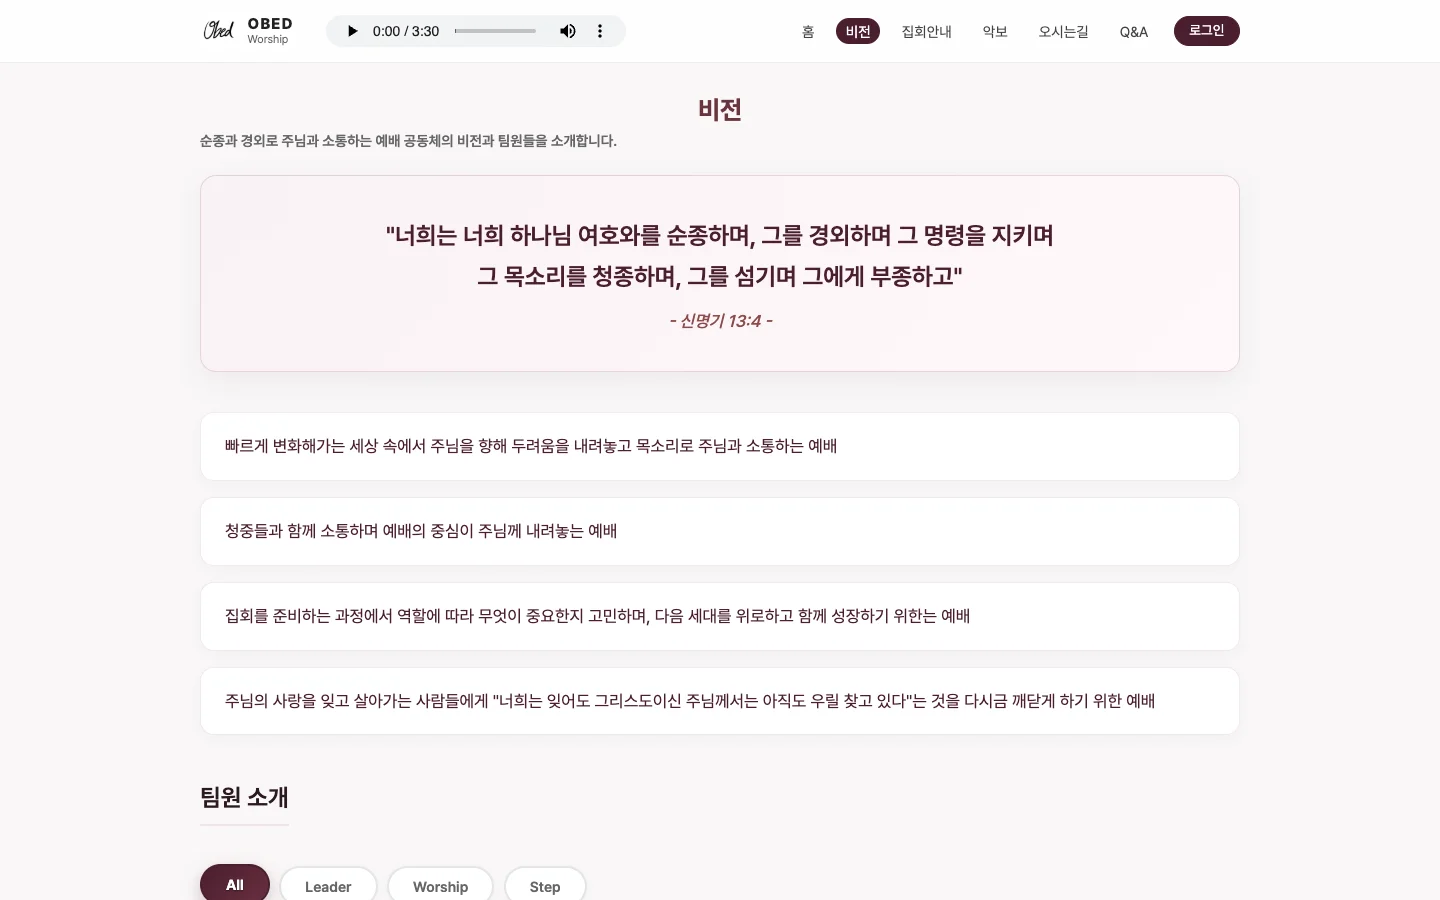 Obed
OBED
Worship
0:00 / 3:30
홈
비전
집회안내
악보
오시는길
Q&A
로그인
비전
순종과 경외로 주님과 소통하는 예배 공동체의 비전과 팀원들을 소개합니다.
"너희는 너희 하나님 여호와를 순종하며, 그를 경외하며 그 명령을 지키며
그 목소리를 청종하며, 그를 섬기며 그에게 부종하고"
- 신명기 13:4 -
빠르게 변화해가는 세상 속에서 주님을 향해 두려움을 내려놓고 목소리로 주님과 소통하는 예배
청중들과 함께 소통하며 예배의 중심이 주님께 내려놓는 예배
집회를 준비하는 과정에서 역할에 따라 무엇이 중요한지 고민하며, 다음 세대를 위로하고 함께 성장하기 위한는 예배
주님의 사랑을 잊고 살아가는 사람들에게 "너희는 잊어도 그리스도이신 주님께서는 아직도 우릴 찾고 있다"는 것을 다시금 깨닫게 하기 위한 예배
팀원 소개
All
Leader
Worship
Step